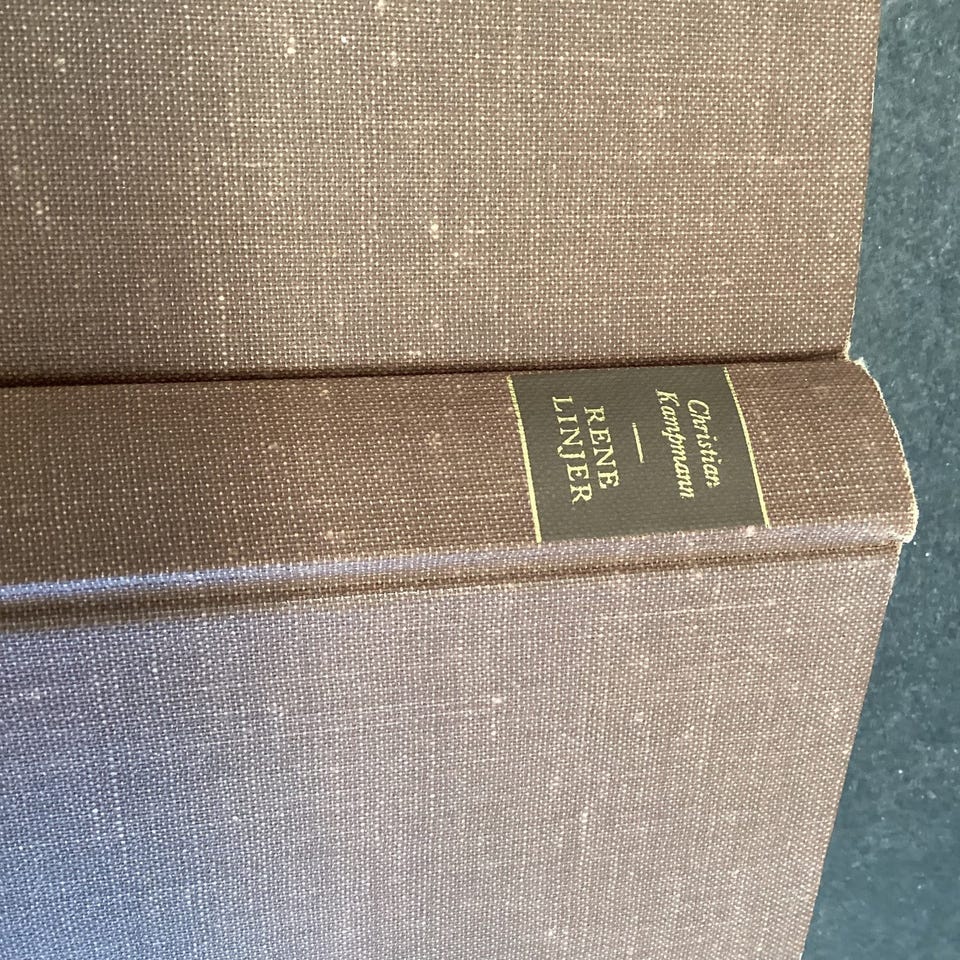 Christian
Kampmann
RENE
LINJER